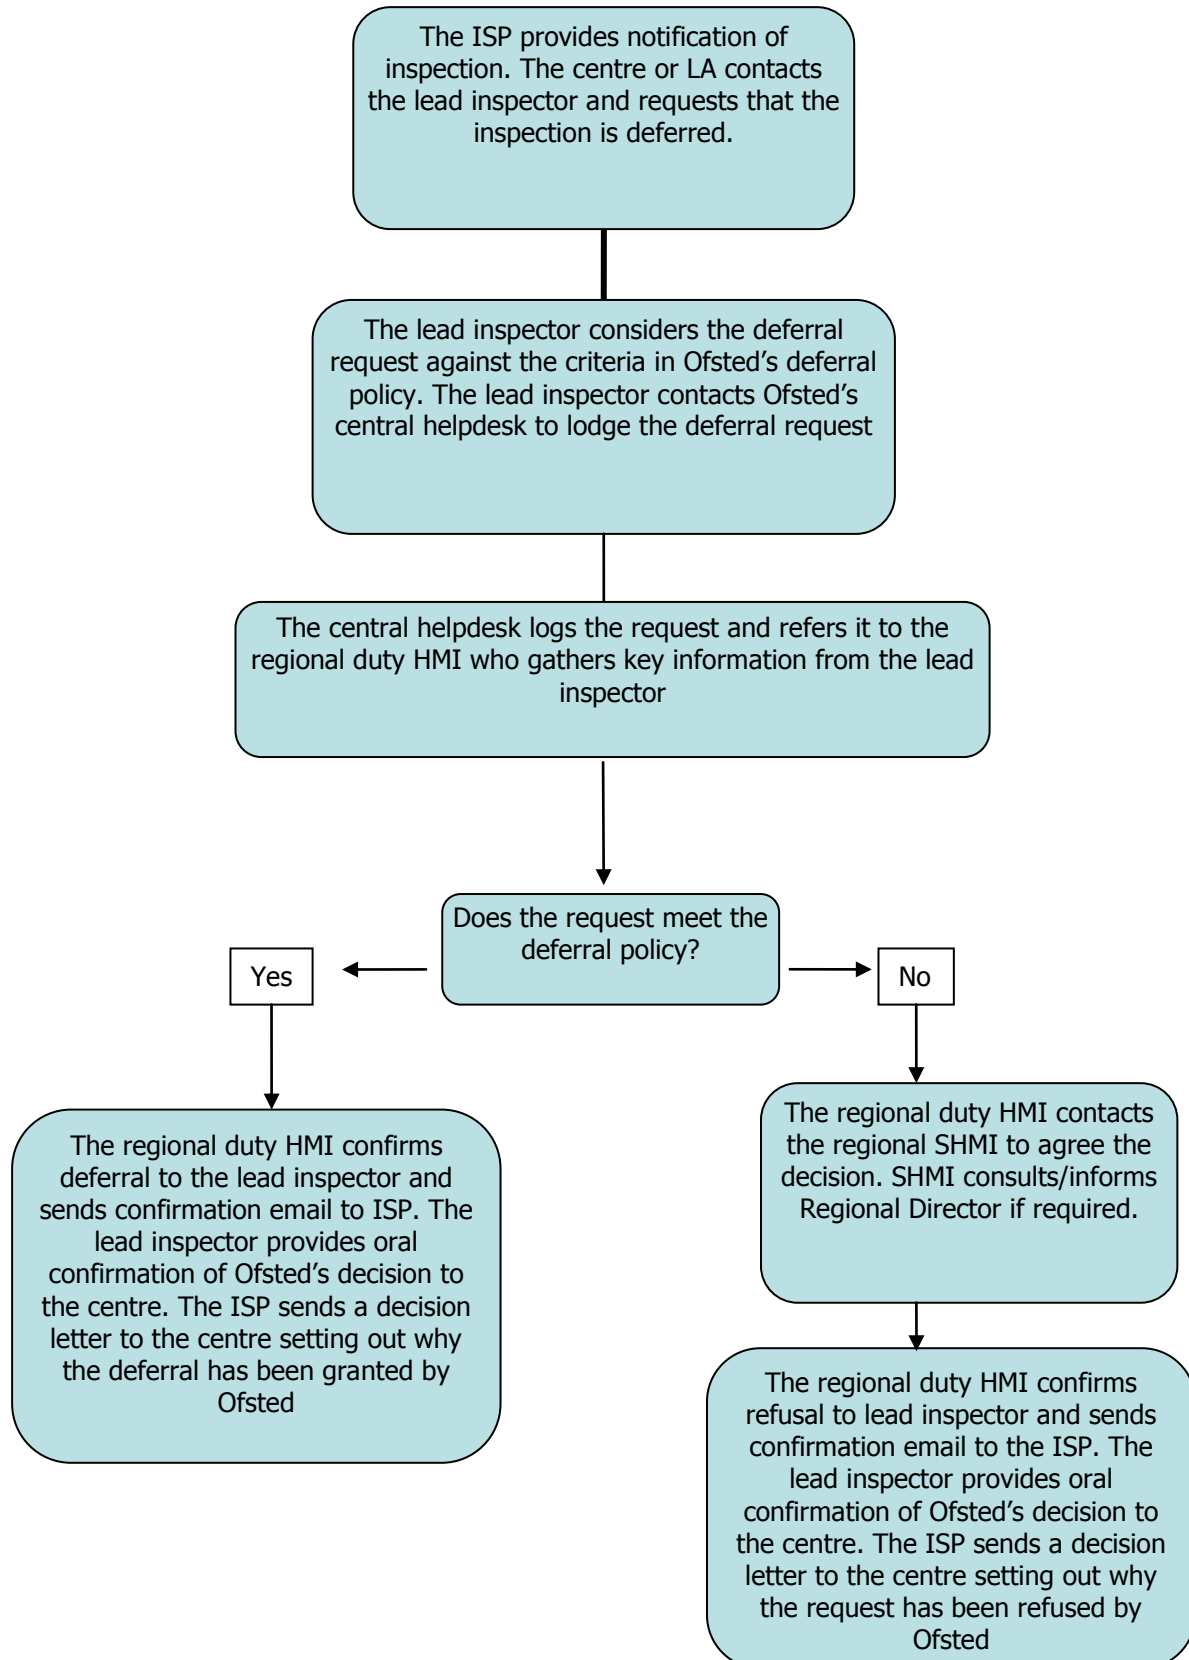 The ISP provides notification of
inspection. The centre or LA contacts
the lead inspector and requests that the
inspection is deferred.
The lead inspector considers the deferral
request against the criteria in Ofsted’s deferral
policy. The lead inspector contacts Ofsted’s
central helpdesk to lodge the deferral request
The central helpdesk logs the request and refers it to the
regional duty HMI who gathers key information from the lead
inspector
Does the request meet the
deferral policy?
Yes
No
The regional duty HMI confirms
deferral to the lead inspector and
sends confirmation email to ISP. The
lead inspector provides oral
confirmation of Ofsted’s decision to
the centre. The ISP sends a decision
letter to the centre setting out why
the deferral has been granted by
Ofsted
The regional duty HMI contacts
the regional SHMI to agree the
decision. SHMI consults/informs
Regional Director if required.
The regional duty HMI confirms
refusal to lead inspector and sends
confirmation email to the ISP. The
lead inspector provides oral
confirmation of Ofsted’s decision to
the centre. The ISP sends a decision
letter to the centre setting out why
the request has been refused by
Ofsted